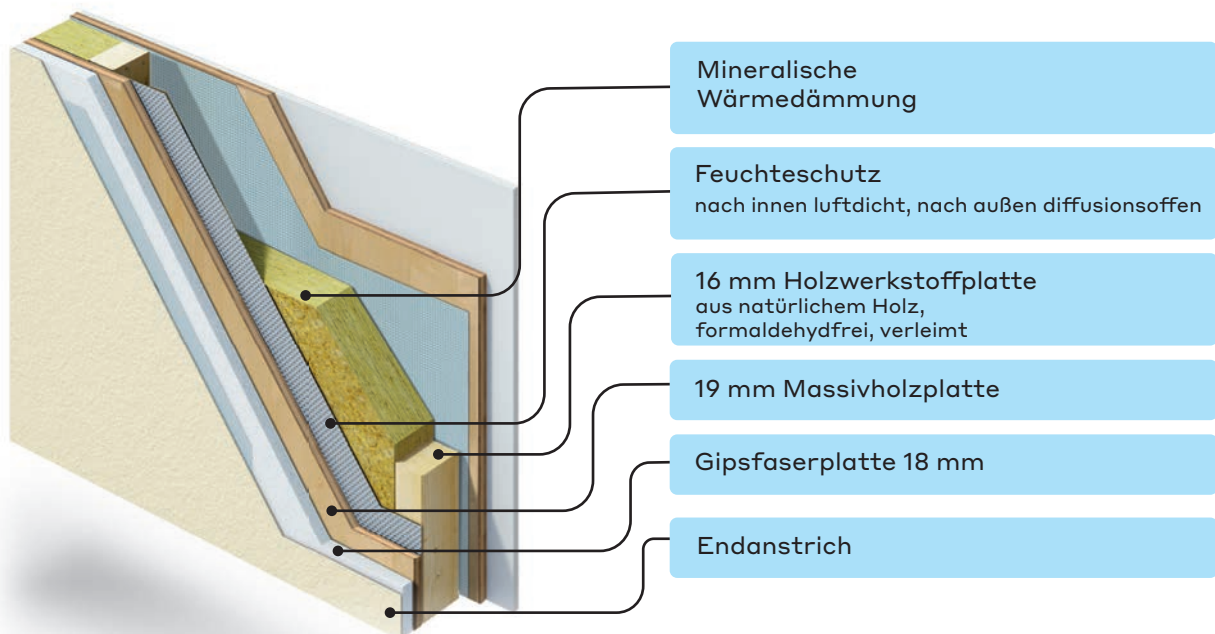 Mineralische
Wärmedämmung
Feuchteschutz
nach innen luftdicht, nach außen diffusionsoffen
16 mm Holzwerkstoffplatte
aus natürlichem Holz,
formaldehydfrei, verleimt
19 mm Massivholzplatte
Gipsfaserplatte 18 mm
Endanstrich